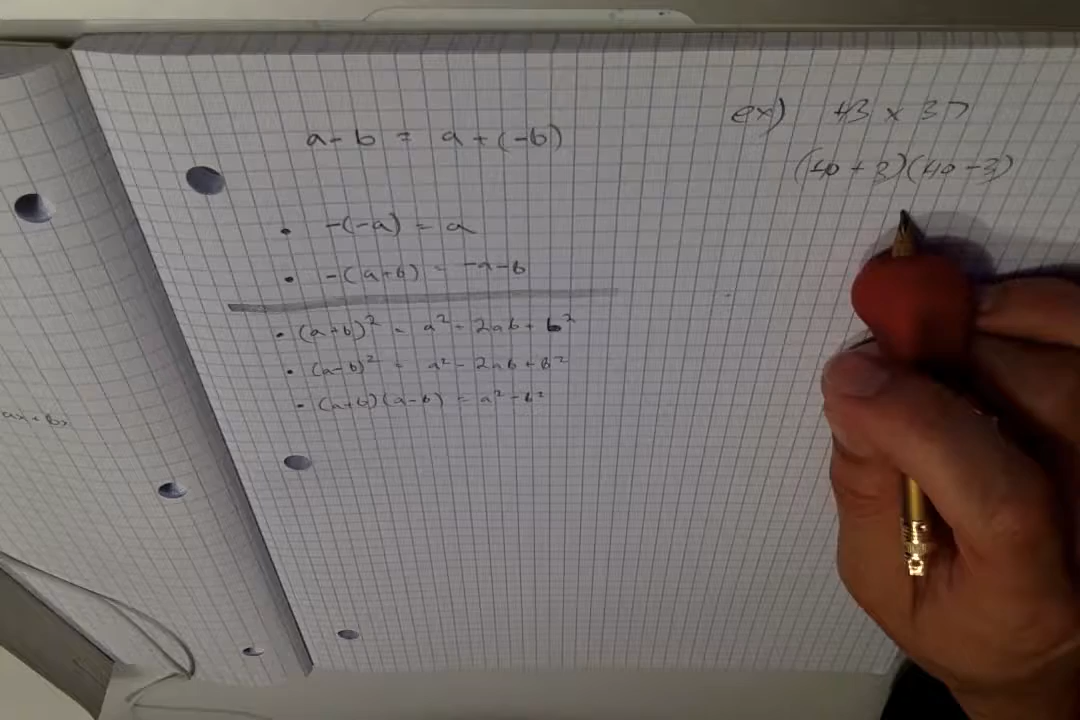 a - b = a + (-b)
• -(-a) = a
• -(a+b) = -a-b
• (a+b)² = a² + 2ab + b²
• (a-b)² = a² - 2ab + b²
• (a+b)(a-b) = a² - b²
ex) 43 x 37
(40+3)(40-3)